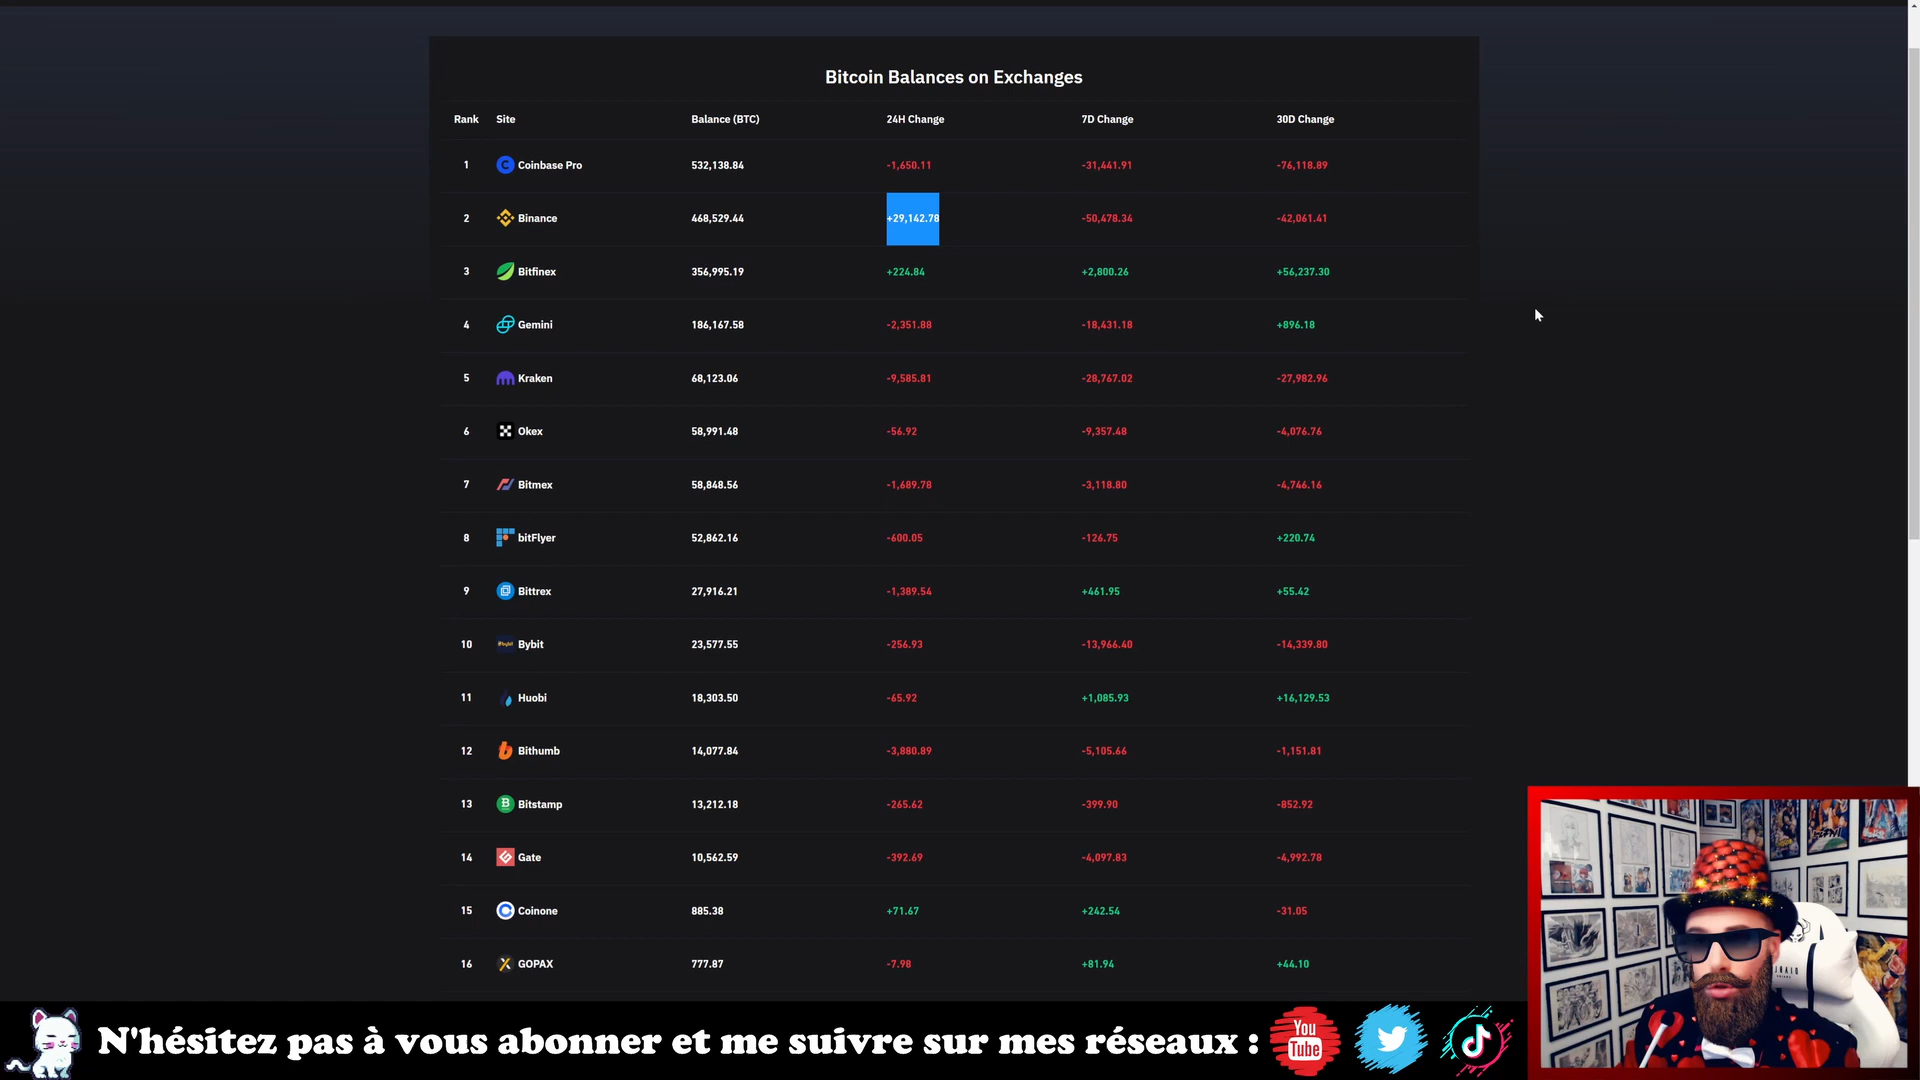 Bitcoin Balances on Exchanges
Rank Site Balance (BTC) 24H Change 7D Change 30D Change
1 Coinbase Pro 532,138.84 -1,650.11 -31,441.91 -76,118.89
2 Binance 468,529.44 +29,142.78 -50,478.34 -42,061.41
3 Bitfinex 356,995.19 +224.84 +2,800.26 +56,237.30
4 Gemini 186,167.58 -2,351.88 -18,431.18 +896.18
5 Kraken 68,123.06 -9,585.81 -28,767.02 -27,982.96
6 Okex 58,991.48 -56.92 -9,357.48 -4,076.76
7 Bitmex 58,848.56 -1,689.78 -3,118.80 -4,746.16
8 bitFlyer 52,862.16 -600.05 -126.75 +220.74
9 Bittrex 27,916.21 -1,389.54 +461.95 +55.42
10 Bybit 23,577.55 -256.93 -13,966.40 -14,339.80
11 Huobi 18,303.50 -65.92 +1,085.93 +16,129.53
12 Bithumb 14,077.84 -3,880.89 -5,105.66 -1,151.81
13 Bitstamp 13,212.18 -265.62 -399.90 -852.92
14 Gate 10,562.59 -392.69 -4,097.83 -4,992.78
15 Coinone 885.38 +71.67 +242.54 -31.05
16 GOPAX 777.87 -7.98 +81.94 +44.10
N'hésitez pas à vous abonner et me suivre sur mes réseaux :
You
Tube